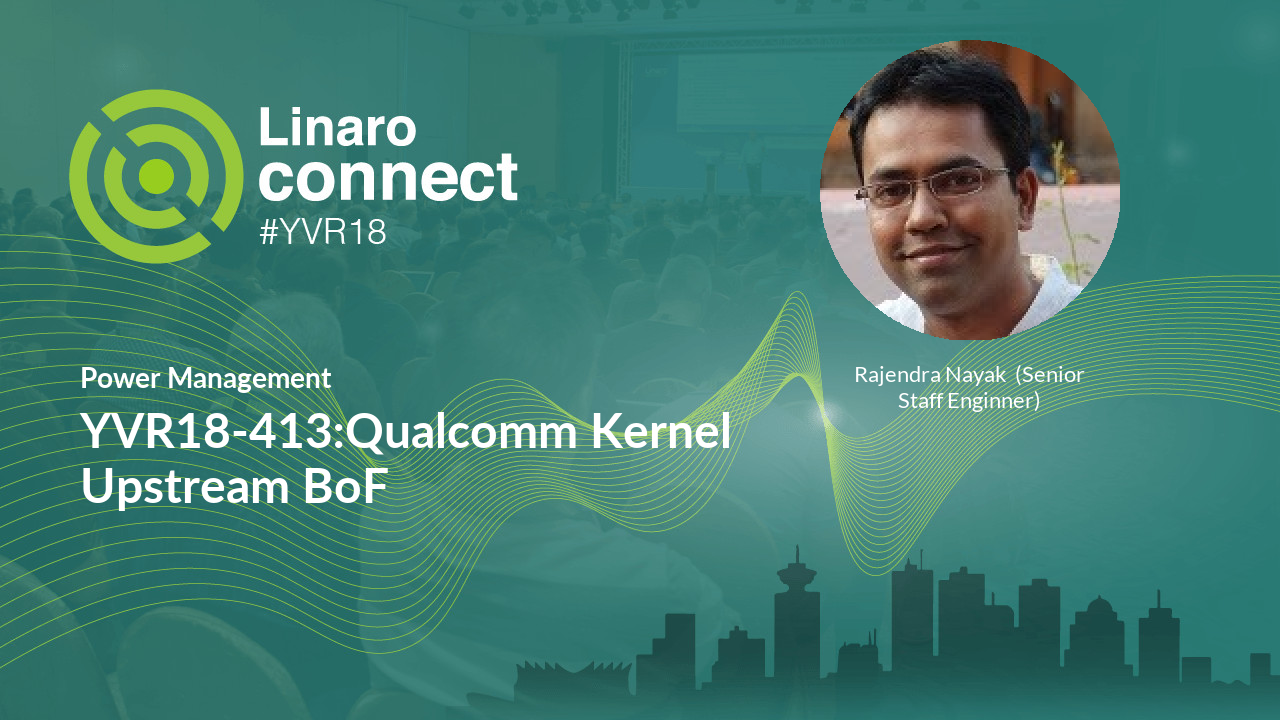 Linaro
connect
#YVR18
Power Management
YVR18-413:Qualcomm Kernel
Upstream BoF
Rajendra Nayak (Senior
Staff Enginner)